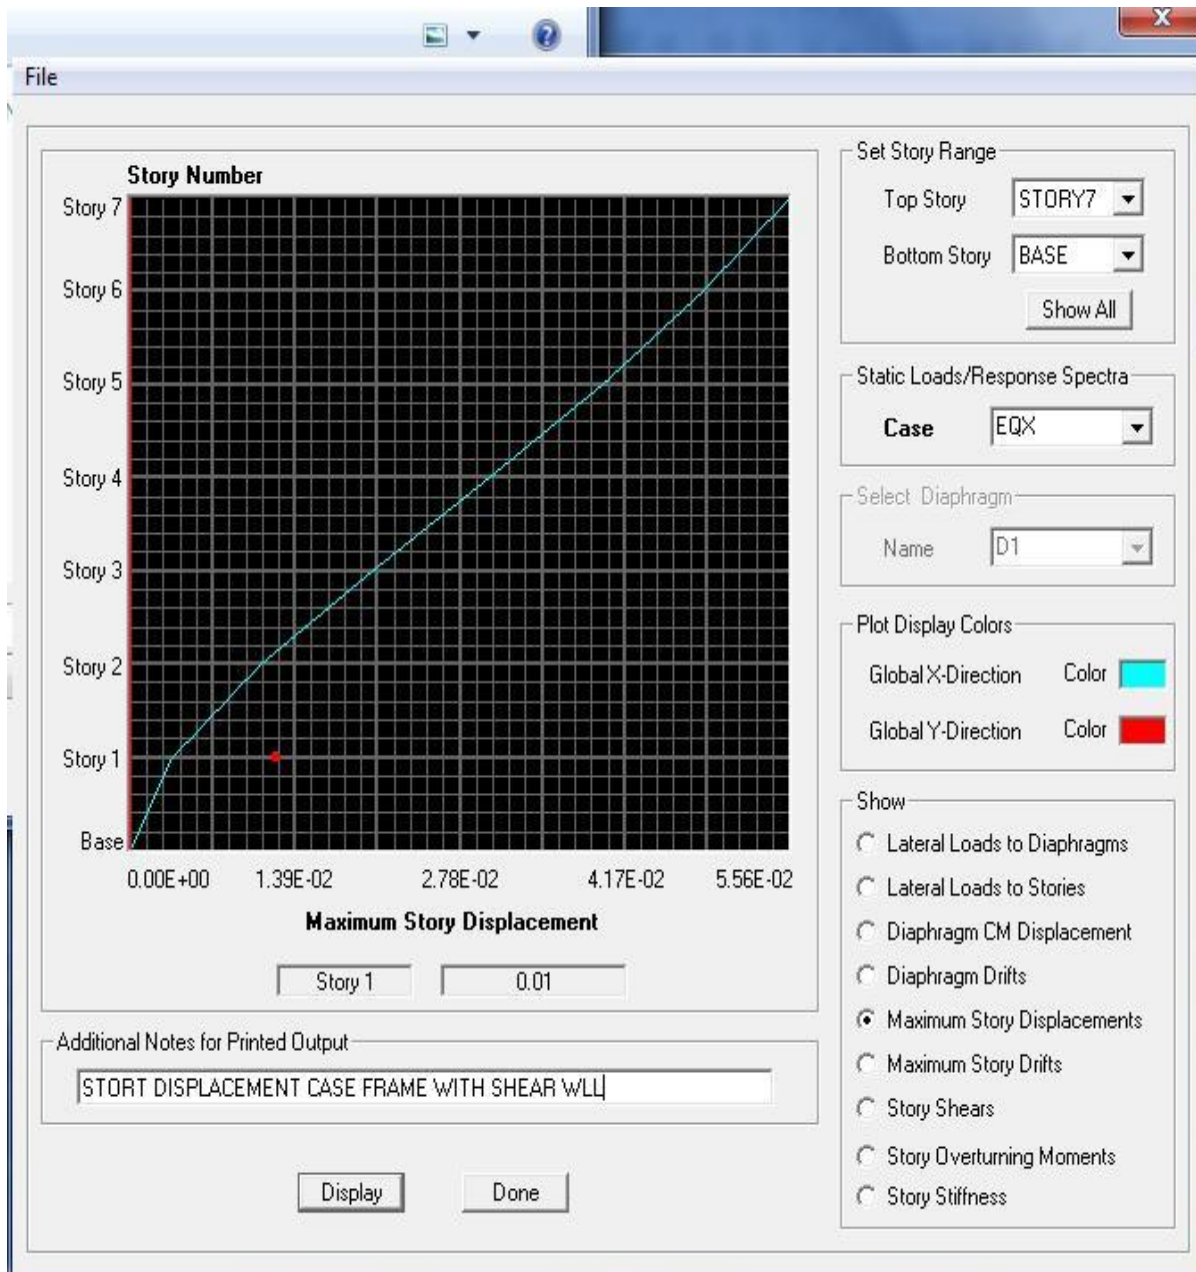 File
Story Number
Story 7
Story 6
Story 5
Story 4
Story 3
Story 2
Story 1
Base
0.00E+00 1.39E-02 2.78E-02 4.17E-02 5.56E-02
Maximum Story Displacement
Story 1 0.01
Additional Notes for Printed Output
STORT DISPLACEMENT CASE FRAME WITH SHEAR WLL
Display Done
Set Story Range
Top Story STORY7
Bottom Story BASE
Show All
Static Loads/Response Spectra
Case EQX
Select Diaphragm
Name D1
Plot Display Colors
Global X-Direction Color
Global Y-Direction Color
Show
Lateral Loads to Diaphragms
Lateral Loads to Stories
Diaphragm CM Displacement
Diaphragm Drifts
Maximum Story Displacements
Maximum Story Drifts
Story Shears
Story Overturning Moments
Story Stiffness